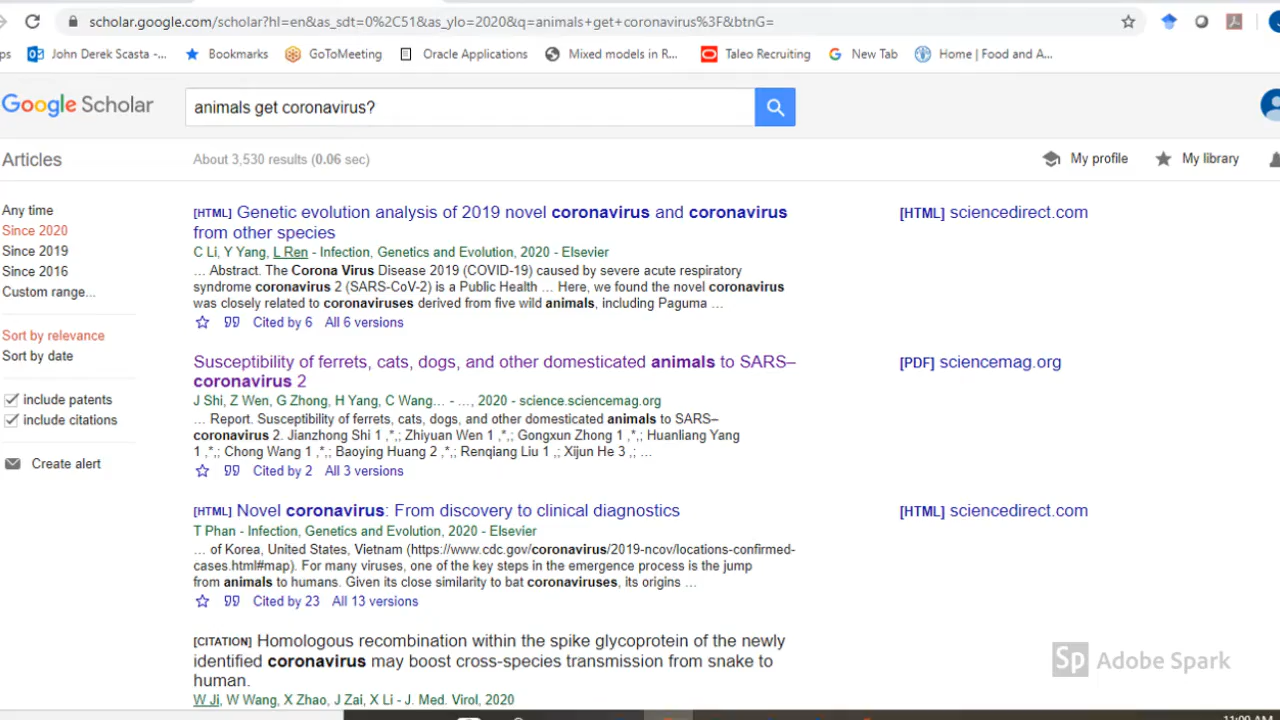 scholar.google.com/scholar?hl=en&as_sdt=0%2C51&as_ylo=2020&q=animals+get+coronavirus%3F&btnG=
ps John Derek Scasta -... Bookmarks GoToMeeting Oracle Applications Mixed models in R... Taleo Recruiting New Tab Home | Food and A...
Google Scholar animals get coronavirus?
Articles About 3,530 results (0.06 sec) My profile My library
Any time
Since 2020
Since 2019
Since 2016
Custom range...
Sort by relevance
Sort by date
include patents
include citations
Create alert
[HTML] Genetic evolution analysis of 2019 novel coronavirus and coronavirus
from other species
C Li, Y Yang, L Ren - Infection, Genetics and Evolution, 2020 - Elsevier
... Abstract. The Corona Virus Disease 2019 (COVID-19) caused by severe acute respiratory
syndrome coronavirus 2 (SARS-CoV-2) is a Public Health ... Here, we found the novel coronavirus
was closely related to coronaviruses derived from five wild animals, including Paguma ...
Cited by 6 All 6 versions
[HTML] sciencedirect.com
Susceptibility of ferrets, cats, dogs, and other domesticated animals to SARS–
coronavirus 2
J Shi, Z Wen, G Zhong, H Yang, C Wang... - ..., 2020 - science.sciencemag.org
... Report. Susceptibility of ferrets, cats, dogs, and other domesticated animals to SARS–
coronavirus 2. Jianzhong Shi 1 ,*,; Zhiyuan Wen 1 ,*,; Gongxun Zhong 1 ,*,; Huanliang Yang
1 ,*,; Chong Wang 1 ,*,; Baoying Huang 2 ,*,; Renqiang Liu 1 ,; Xijun He 3 ,; ...
Cited by 2 All 3 versions
[PDF] sciencemag.org
[HTML] Novel coronavirus: From discovery to clinical diagnostics
T Phan - Infection, Genetics and Evolution, 2020 - Elsevier
... of Korea, United States, Vietnam (https://www.cdc.gov/coronavirus/2019-ncov/locations-confirmed-
cases.html#map). For many viruses, one of the key steps in the emergence process is the jump
from animals to humans. Given its close similarity to bat coronaviruses, its origins ...
Cited by 23 All 13 versions
[HTML] sciencedirect.com
[CITATION] Homologous recombination within the spike glycoprotein of the newly
identified coronavirus may boost cross-species transmission from snake to
human.
W Ji, W Wang, X Zhao, J Zai, X Li - J. Med. Virol, 2020
Sp Adobe Spark